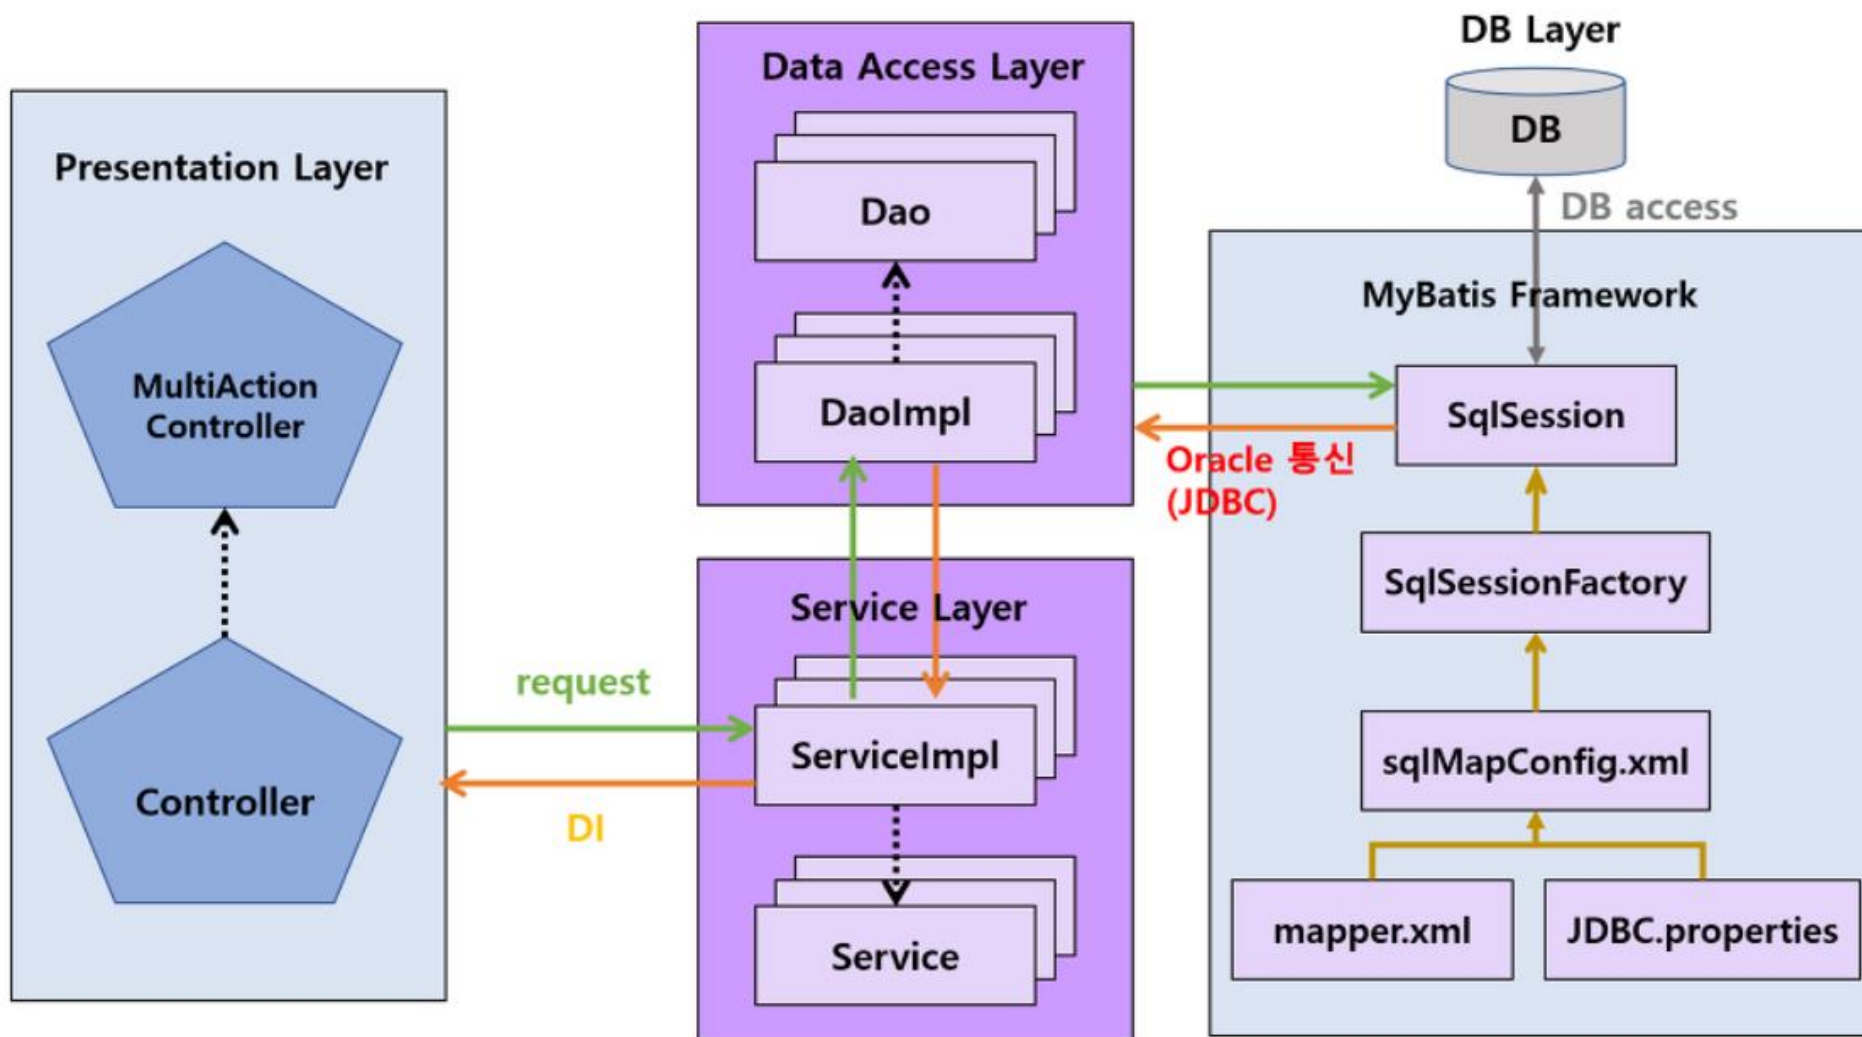 Presentation Layer
MultiAction
Controller
Controller
request
DI
Data Access Layer
Dao
DaoImpl
Service Layer
ServiceImpl
Service
DB Layer
DB
DB access
MyBatis Framework
SqlSession
Oracle 통신
(JDBC)
SqlSessionFactory
sqlMapConfig.xml
mapper.xml
JDBC.properties